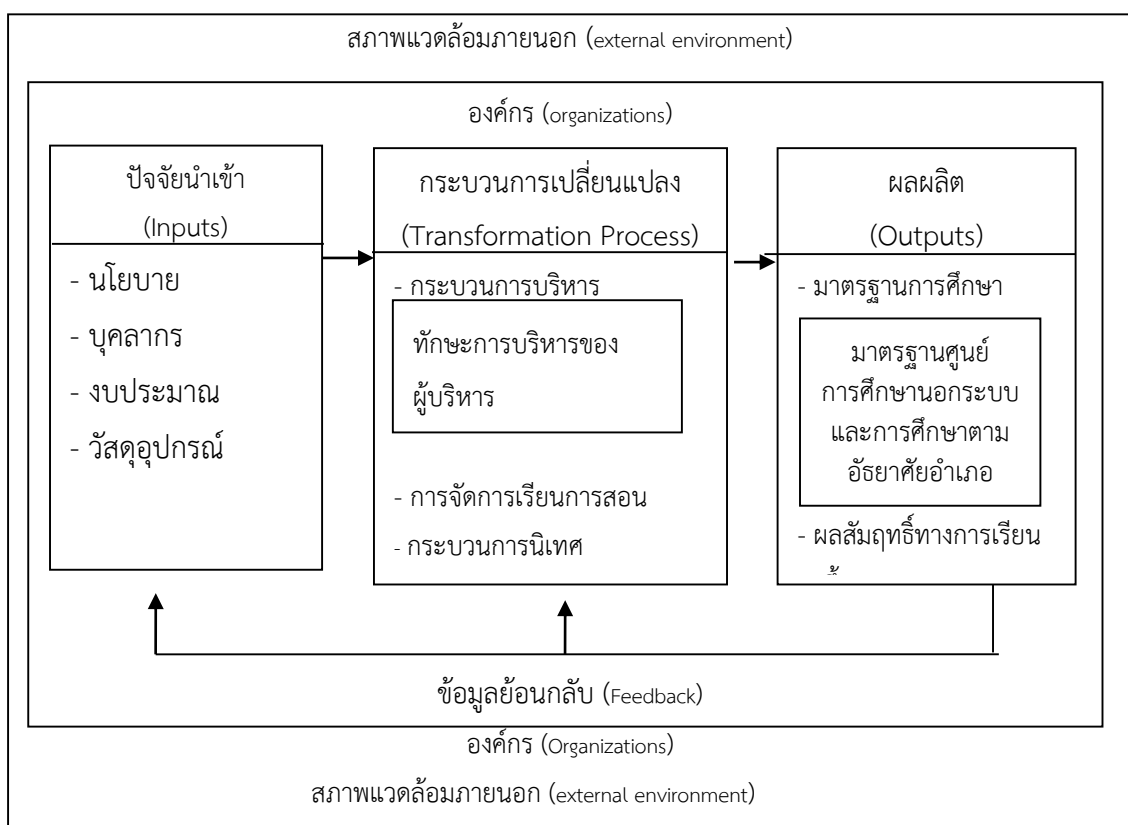 สภาพแวดล้อมภายนอก (external environment)
องค์กร (organizations)
ปัจจัยนำเข้า
(Inputs)
- นโยบาย
- บุคลากร
- งบประมาณ
- วัสดุอุปกรณ์
กระบวนการเปลี่ยนแปลง
(Transformation Process)
- กระบวนการบริหาร
ทักษะการบริหารของ
ผู้บริหาร
- การจัดการเรียนการสอน
- กระบวนการนิเทศ
ผลผลิต
(Outputs)
- มาตรฐานการศึกษา
มาตรฐานศูนย์
การศึกษานอกระบบ
และการศึกษาตาม
อัธยาศัยอำเภอ
- ผลสัมฤทธิ์ทางการเรียน
ข้อมูลย้อนกลับ (Feedback)
องค์กร (Organizations)
สภาพแวดล้อมภายนอก (external environment)